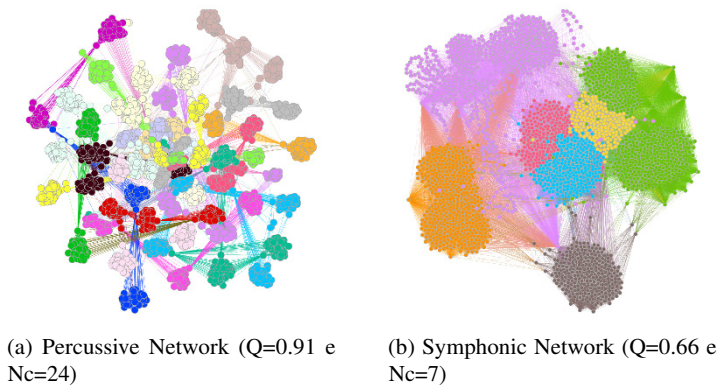 (a) Percussive Network (Q=0.91 e
Nc=24)
(b) Symphonic Network (Q=0.66 e
Nc=7)